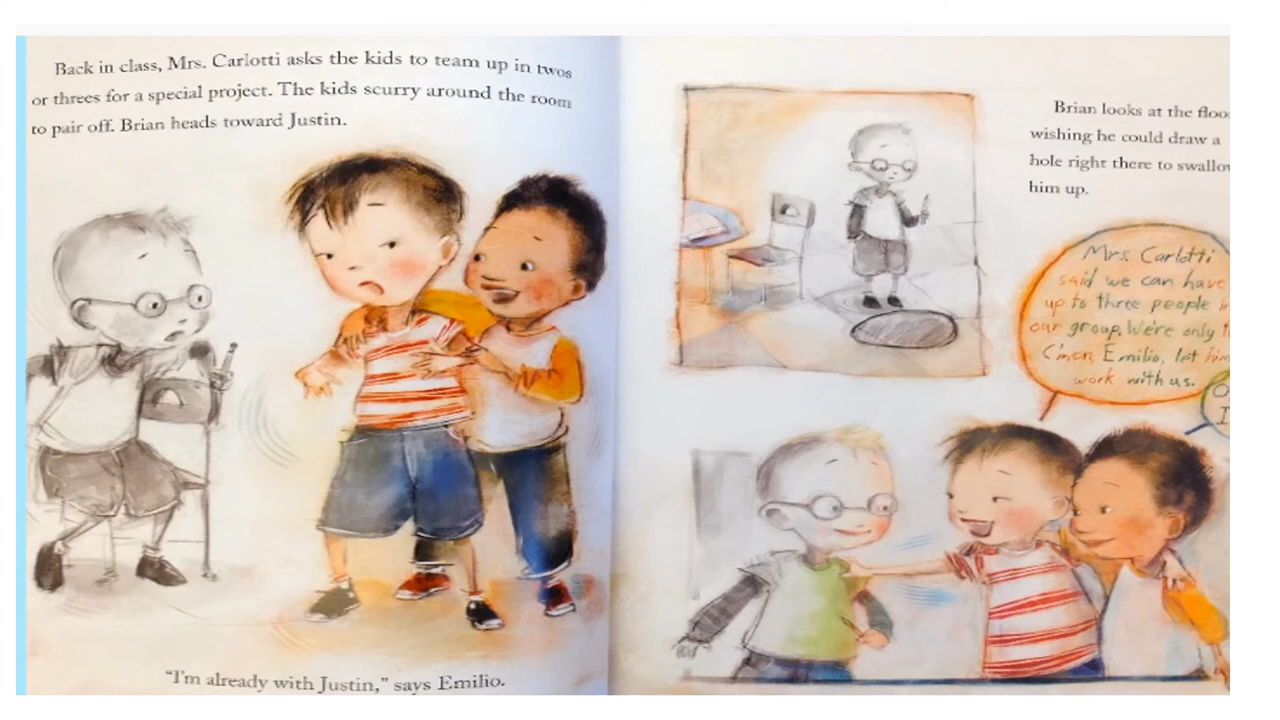 Back in class, Mrs. Carlotti asks the kids to team up in twos
or threes for a special project. The kids scurry around the room
to pair off. Brian heads toward Justin.
"I'm already with Justin," says Emilio.
Brian looks at the floor
wishing he could draw a
hole right there to swallow
him up.
Mrs. Carlotti
said we can have
up to three people in
our group. We're only
C'mon Emilio, let him
work with us.